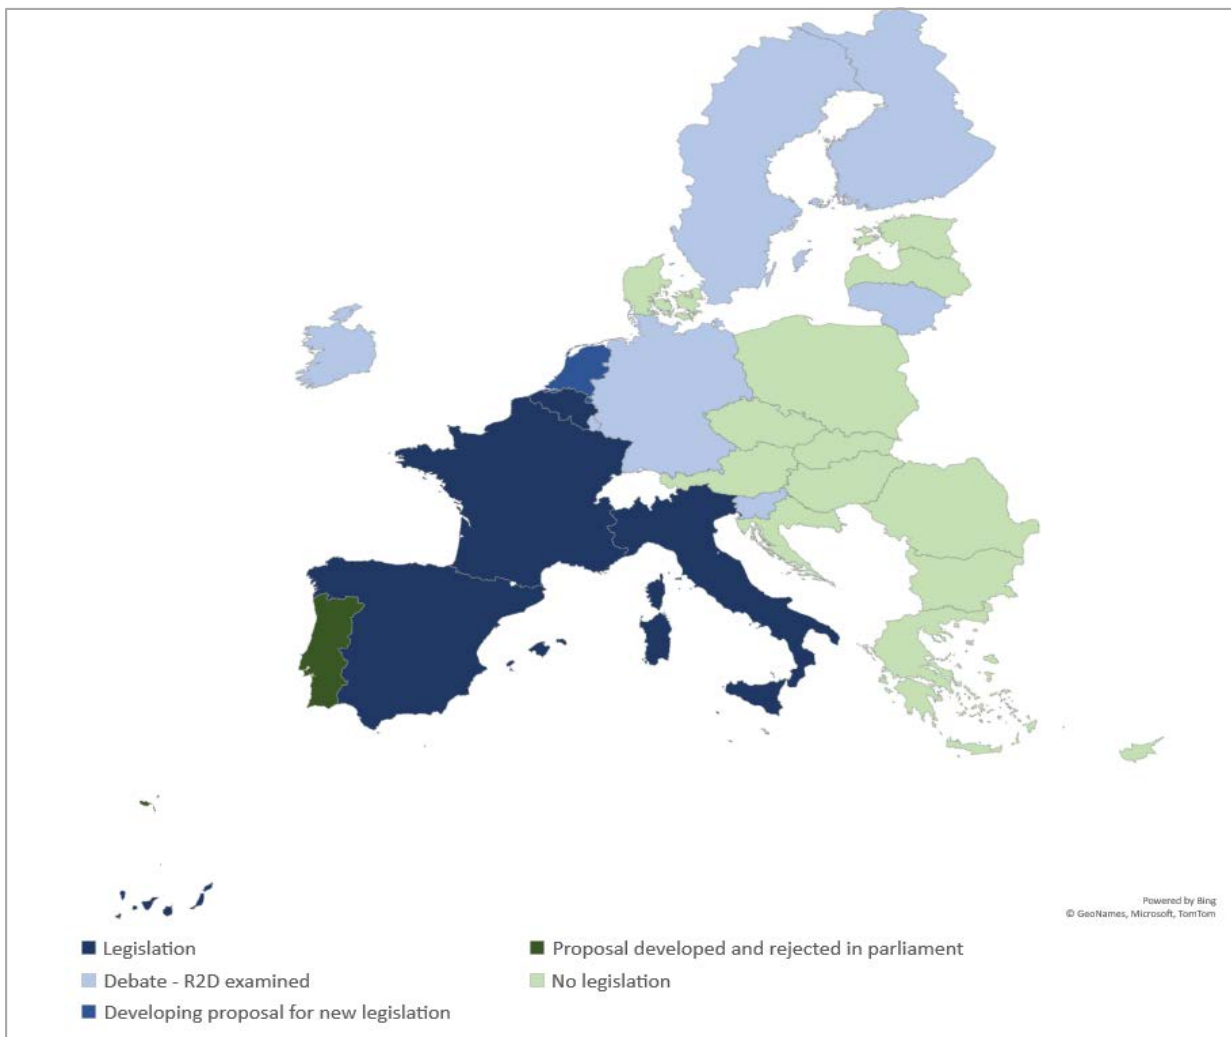 Powered by Bing
© GeoNames, Microsoft, TomTom
Legislation
Proposal developed and rejected in parliament
Debate - R2D examined
No legislation
Developing proposal for new legislation